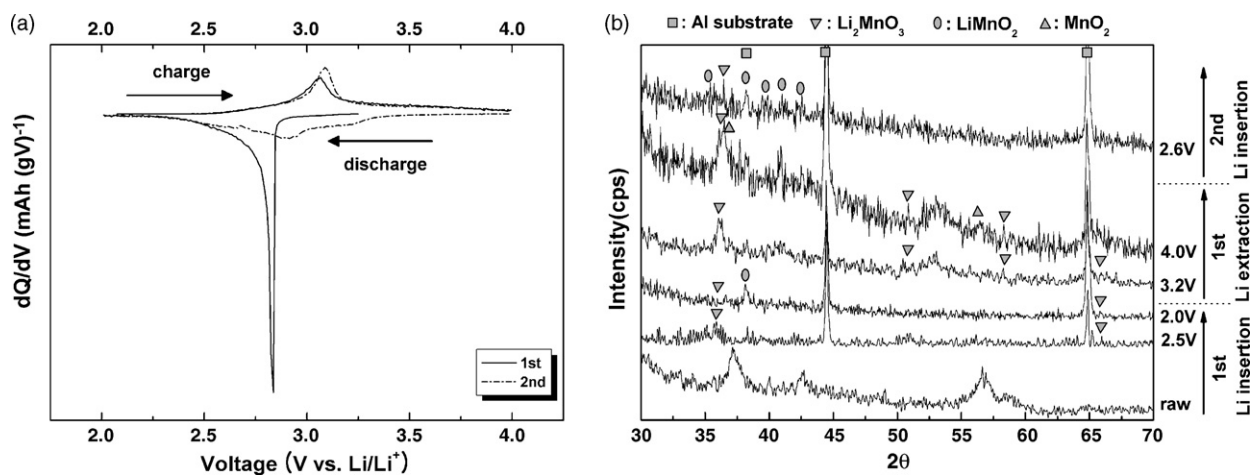 (a)
2.0 2.5 3.0 3.5 4.0
charge
discharge
1st
2nd
dQ/dV (mAh (gV)⁻¹)
2.0 2.5 3.0 3.5 4.0
Voltage (V vs. Li/Li⁺)
(b)
: Al substrate : Li₂MnO₃ : LiMnO₂ : MnO₂
Intensity(cps)
2.6V
4.0V
3.2V
2.0V
2.5V
raw
2nd
Li insertion
1st
Li extraction
1st
Li insertion
30 35 40 45 50 55 60 65 70
2θ